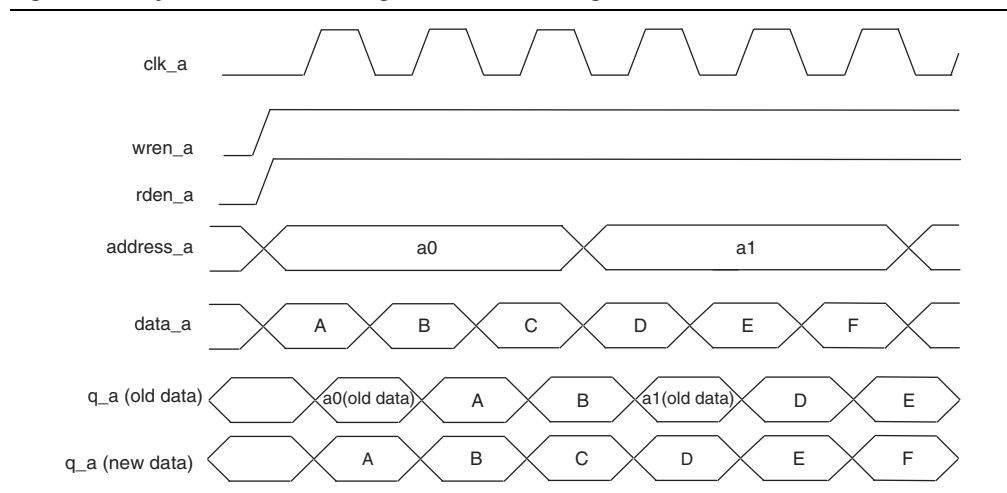 clk_a
wren_a
rden_a
address_a a0 a1
data_a A B C D E F
q_a (old data) a0(old data) A B a1(old data) D E
q_a (new data) A B C D E F